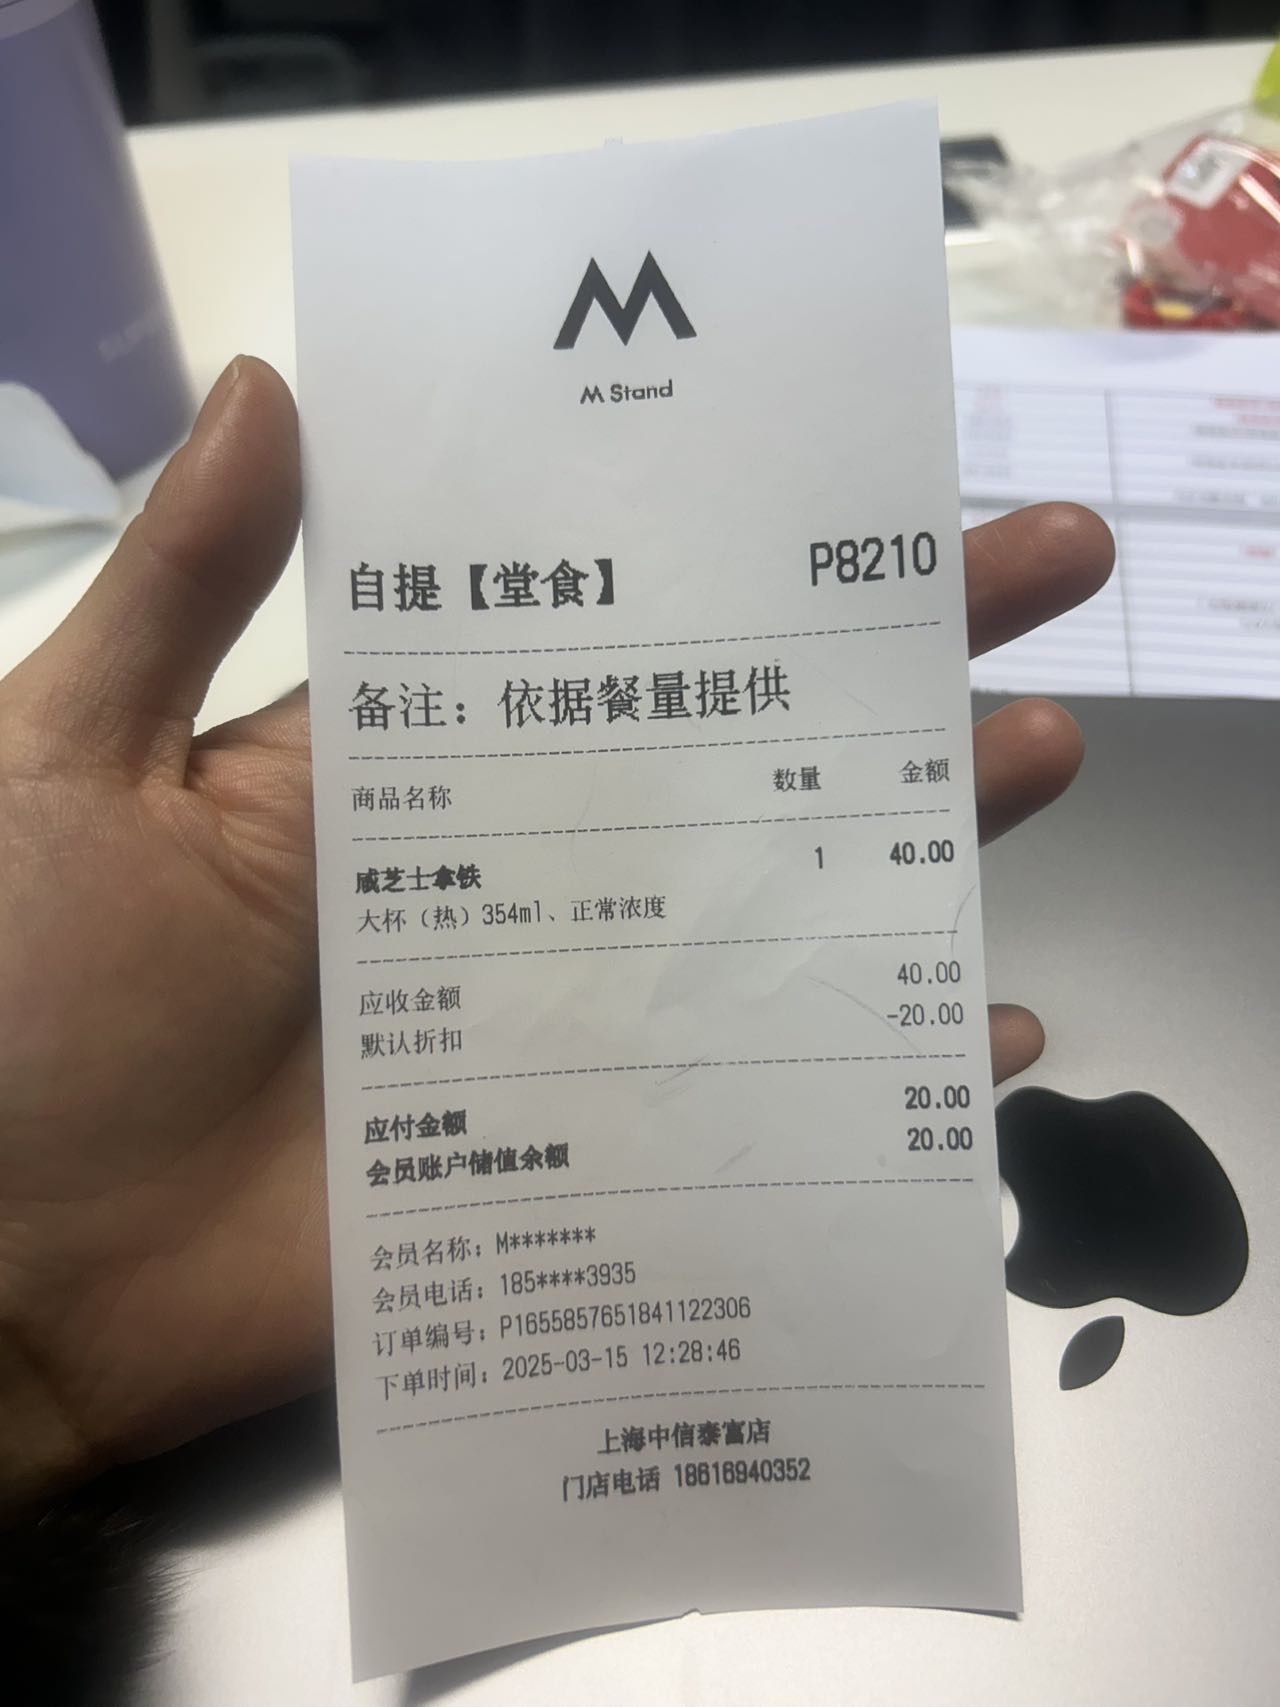 M Stand
自提【堂食】 P8210
备注：依据餐量提供
商品名称 数量 金额
咸芝士拿铁 1 40.00
大杯（热）354ml、正常浓度
应收金额 40.00
默认折扣 -20.00
应付金额 20.00
会员账户储值余额 20.00
会员名称：M*******
会员电话：185****3935
订单编号：P1655857651841122306
下单时间：2025-03-15 12:28:46
上海中信泰富店
门店电话 18616940352